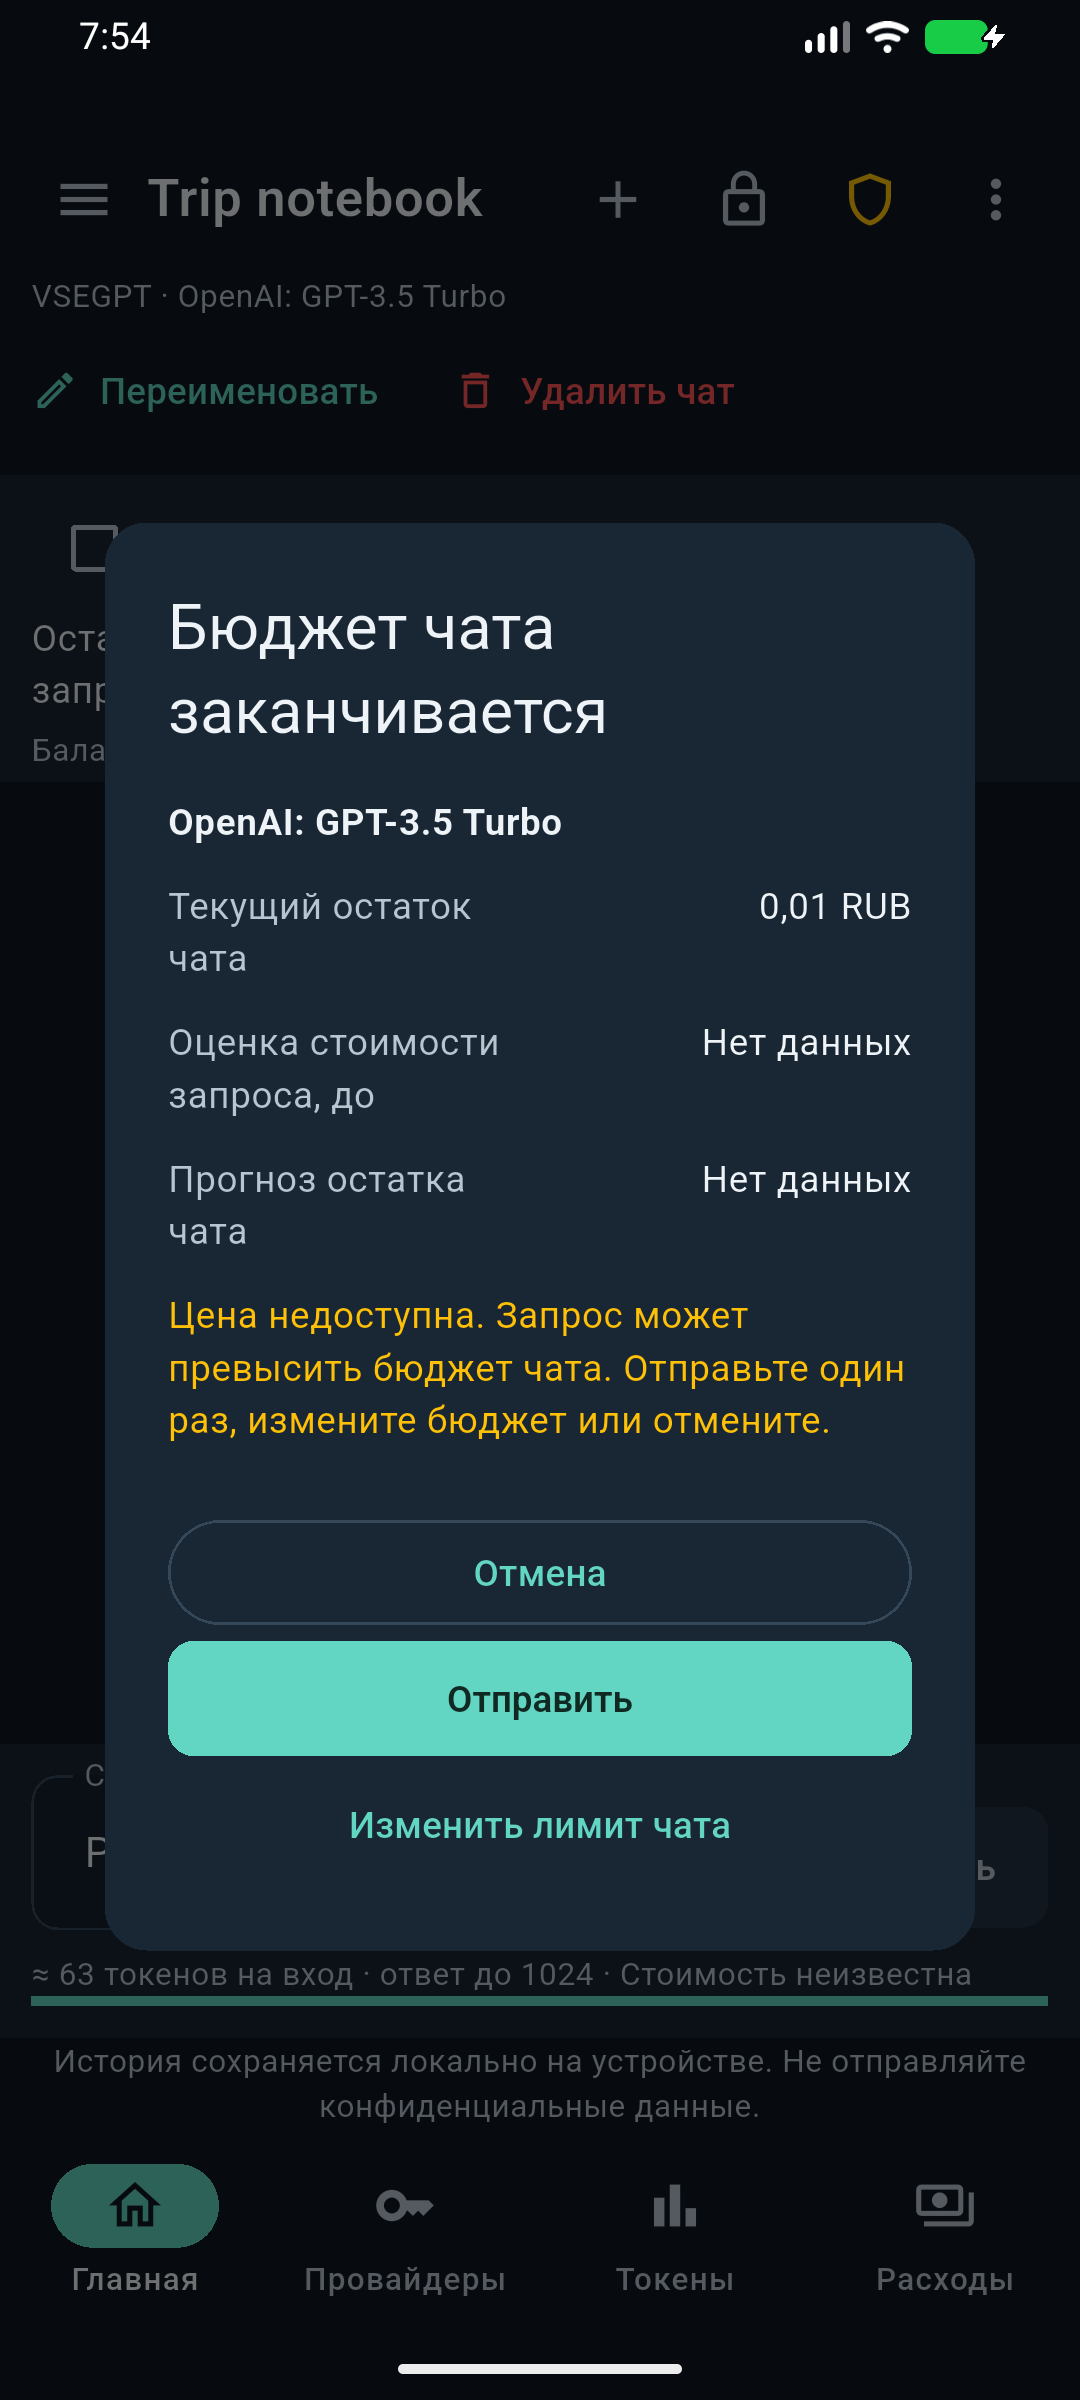 7:54
Trip notebook
VSEGPT · OpenAI: GPT-3.5 Turbo
Переименовать
Удалить чат
Бюджет чата
заканчивается
OpenAI: GPT-3.5 Turbo
Текущий остаток
чата
0,01 RUB
Оценка стоимости
запроса, до
Нет данных
Прогноз остатка
чата
Нет данных
Цена недоступна. Запрос может
превысить бюджет чата. Отправьте один
раз, измените бюджет или отмените.
Отмена
Отправить
Изменить лимит чата
≈ 63 токенов на вход · ответ до 1024 · Стоимость неизвестна
История сохраняется локально на устройстве. Не отправляйте
конфиденциальные данные.
Главная
Провайдеры
Токены
Расходы